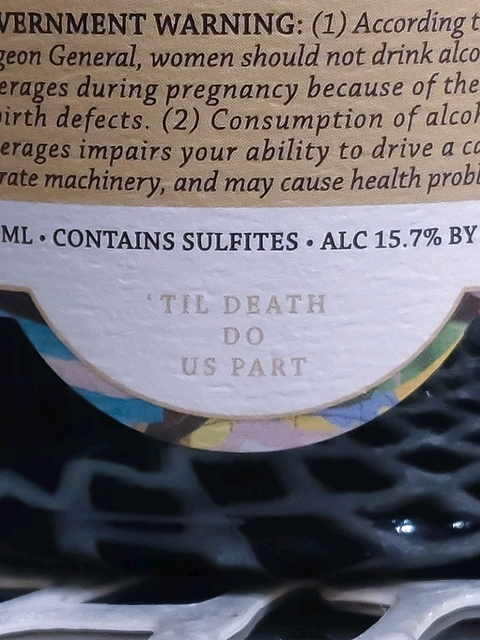 VERNMENT WARNING: (1) According t
geon General, women should not drink alco
erages during pregnancy because of the
irth defects. (2) Consumption of alcoh
erages impairs your ability to drive a ca
rate machinery, and may cause health probl
ML • CONTAINS SULFITES • ALC 15.7% BY
‘TIL DEATH
DO
US PART